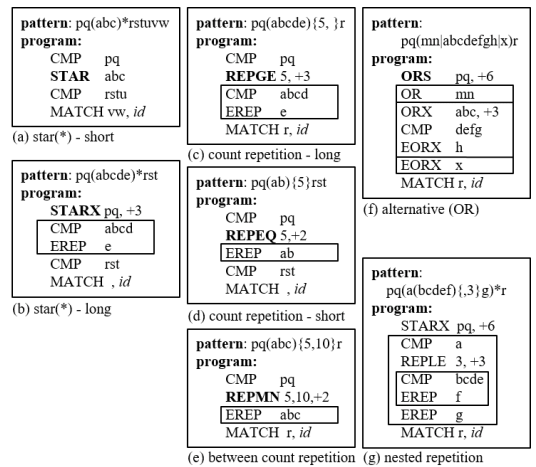 pattern: pq(abc)*rstuvw
program:
CMP pq
STAR abc
CMP rstu
MATCH vw, id
(a) star(*) - short
pattern: pq(abcde)*rst
program:
STARX pq, +3
CMP abcd
EREP e
CMP rst
MATCH , id
(b) star(*) - long
pattern: pq(abcde){5, }r
program:
CMP pq
REPGE 5, +3
CMP abcd
EREP e
MATCH r, id
(c) count repetition - long
pattern: pq(ab){5}rst
program:
CMP pq
REPEQ 5,+2
EREP ab
CMP rst
MATCH , id
(d) count repetition - short
pattern: pq(abc){5,10}r
program:
CMP pq
REPMN 5,10,+2
EREP abc
MATCH r, id
(e) between count repetition
pattern:
pq(mn|abcdefgh|x)r
program:
ORS pq, +6
OR mn
ORX abc, +3
CMP defg
EORX h
EORX x
MATCH r, id
(f) alternative (OR)
pattern:
pq(a(bcdef){,3}g)*r
program:
STARX pq, +6
CMP a
REPLE 3, +3
CMP bcde
EREP f
EREP g
MATCH r, id
(g) nested repetition